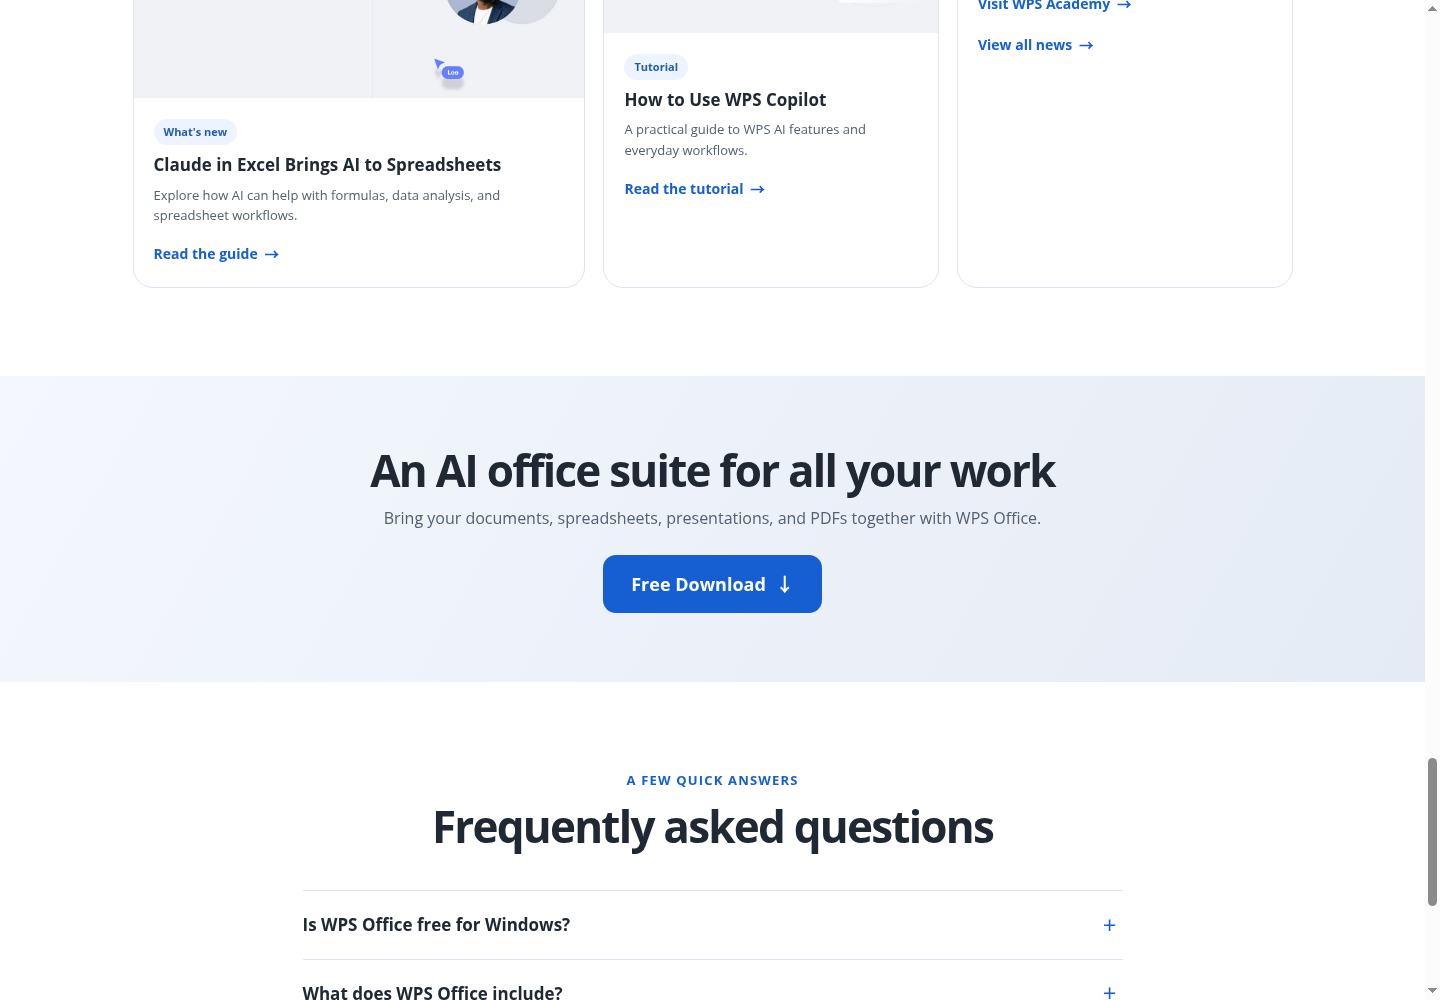 Loo
What's new
Claude in Excel Brings AI to Spreadsheets
Explore how AI can help with formulas, data analysis, and
spreadsheet workflows.
Read the guide →
Tutorial
How to Use WPS Copilot
A practical guide to WPS AI features and
everyday workflows.
Read the tutorial →
Visit WPS Academy →
View all news →
An AI office suite for all your work
Bring your documents, spreadsheets, presentations, and PDFs together with WPS Office.
Free Download ↓
A FEW QUICK ANSWERS
Frequently asked questions
Is WPS Office free for Windows? +
What does WPS Office include? +